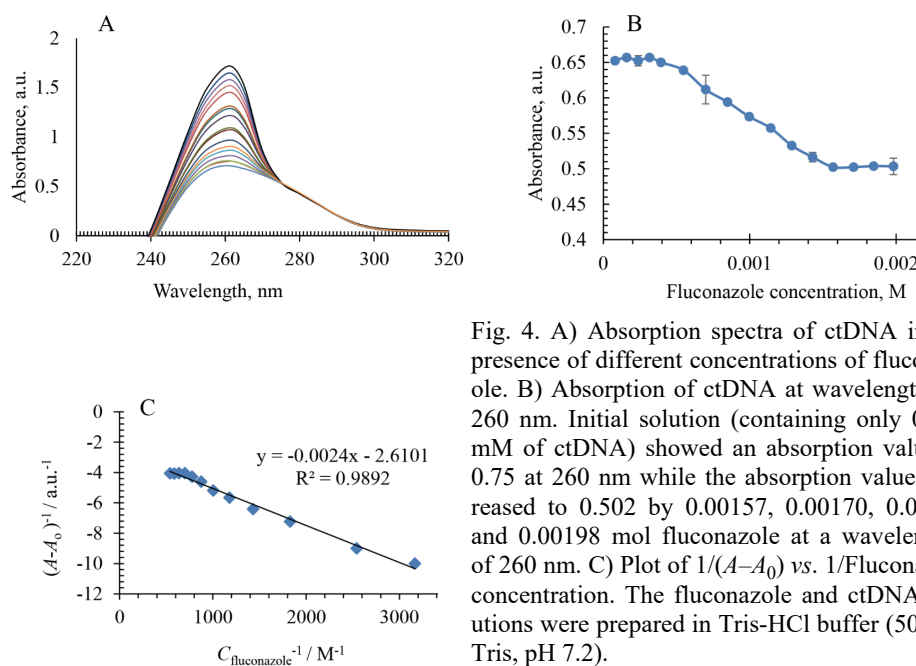 A
2
1.5
1
0.5
0
Absorbance, a.u.
220 240 260 280 300 320
Wavelength, nm
B
0.8
0.75
0.7
0.65
0.6
0.55
0.5
0.45
0.4
Absorbance, a.u.
0 0.001 0.002
Fluconazole concentration, M
C
0
-2
-4
-6
-8
-10
-12
(A-Aₒ)⁻¹ / a.u.⁻¹
y = -0.0024x - 2.6101
R² = 0.9892
0 1000 2000 3000
C_fluconazole⁻¹ / M⁻¹
Fig. 4. A) Absorption spectra of ctDNA i
presence of different concentrations of fluco
ole. B) Absorption of ctDNA at wavelengt
260 nm. Initial solution (containing only 0
mM of ctDNA) showed an absorption valu
0.75 at 260 nm while the absorption value
reased to 0.502 by 0.00157, 0.00170, 0.0
and 0.00198 mol fluconazole at a wavele
of 260 nm. C) Plot of 1/(A–A₀) vs. 1/Flucona
concentration. The fluconazole and ctDNA
utions were prepared in Tris-HCl buffer (50
Tris, pH 7.2).